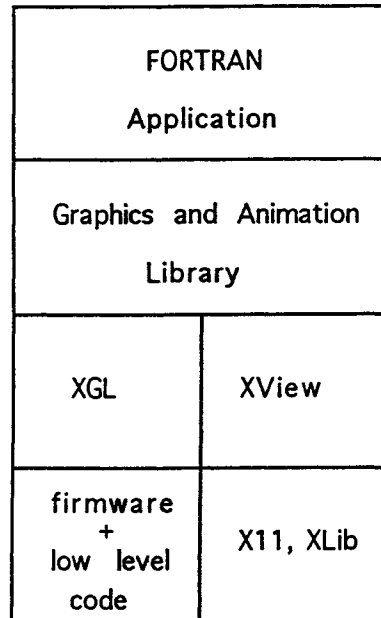 FORTRAN
Application
Graphics and Animation
Library
XGL
XView
firmware
+
low level
code
X11, XLib